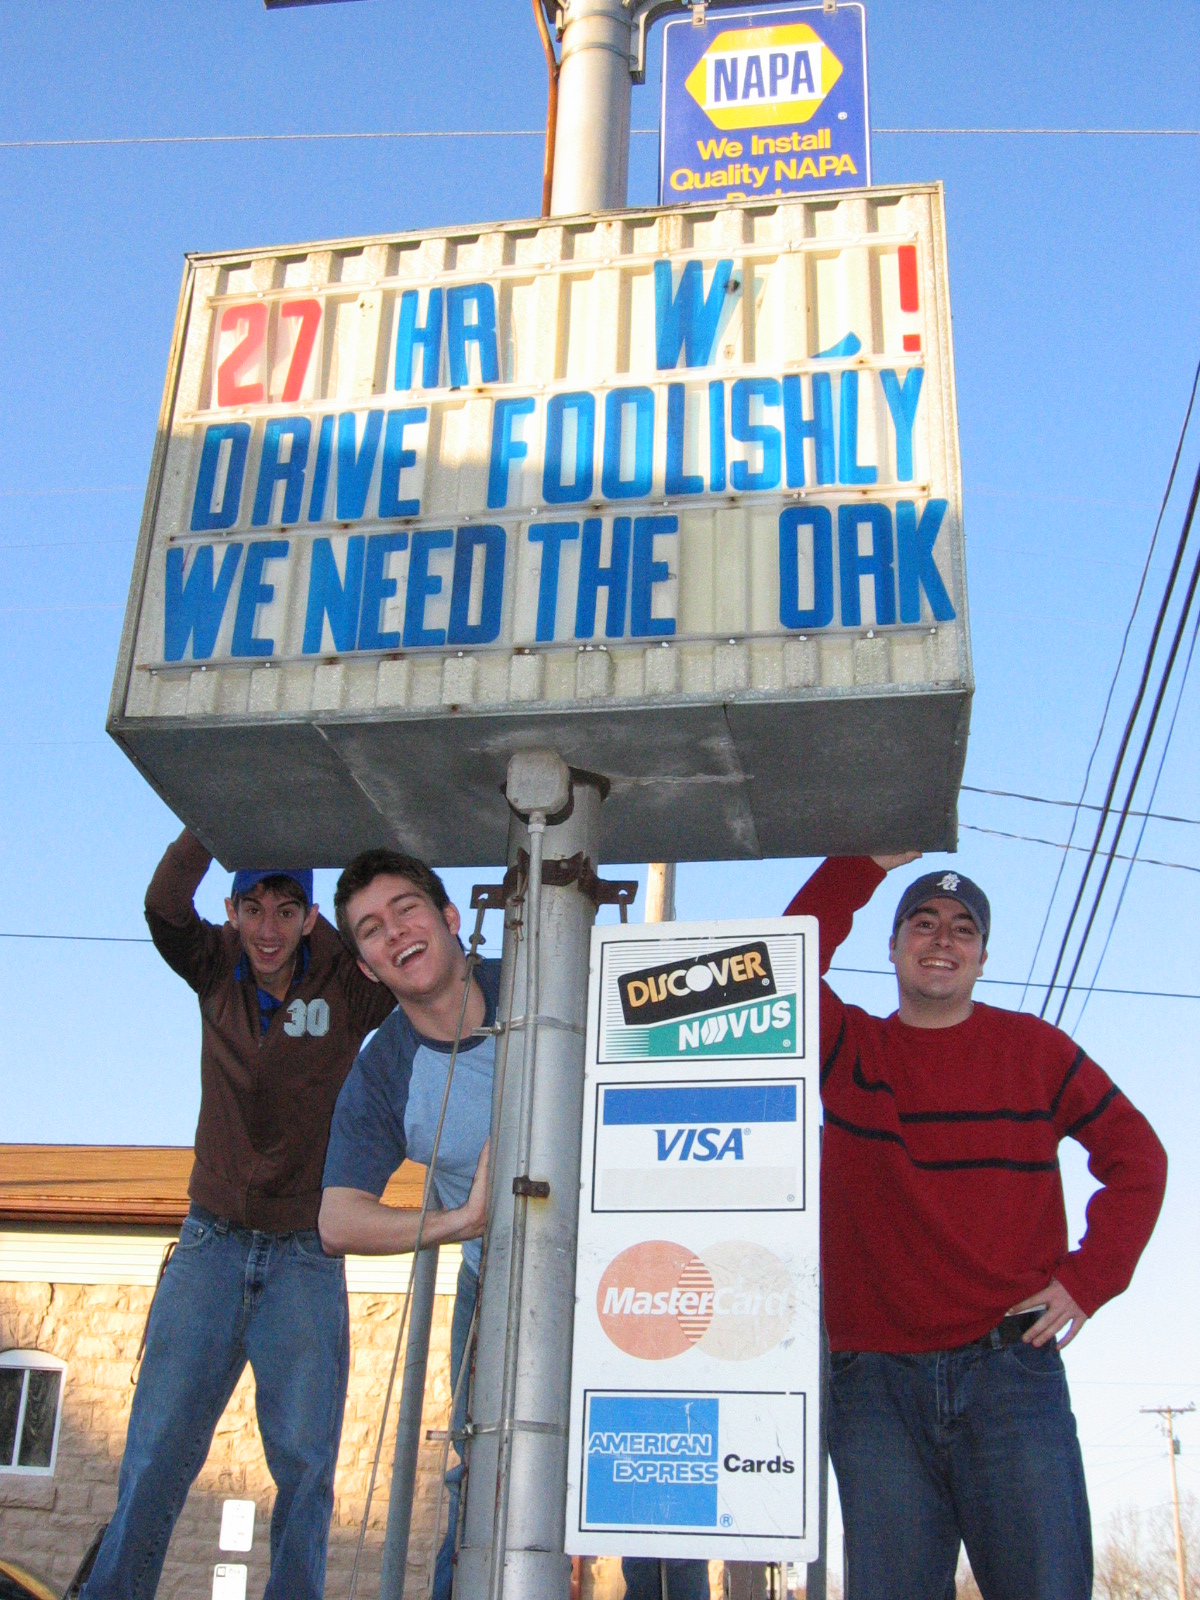 NAPA
We Install
Quality NAPA
27 HR W !
DRIVE FOOLISHLY
WE NEED THE ORK
30
DISCOVER
NOVUS
VISA
MasterCard
AMERICAN
EXPRESS
Cards